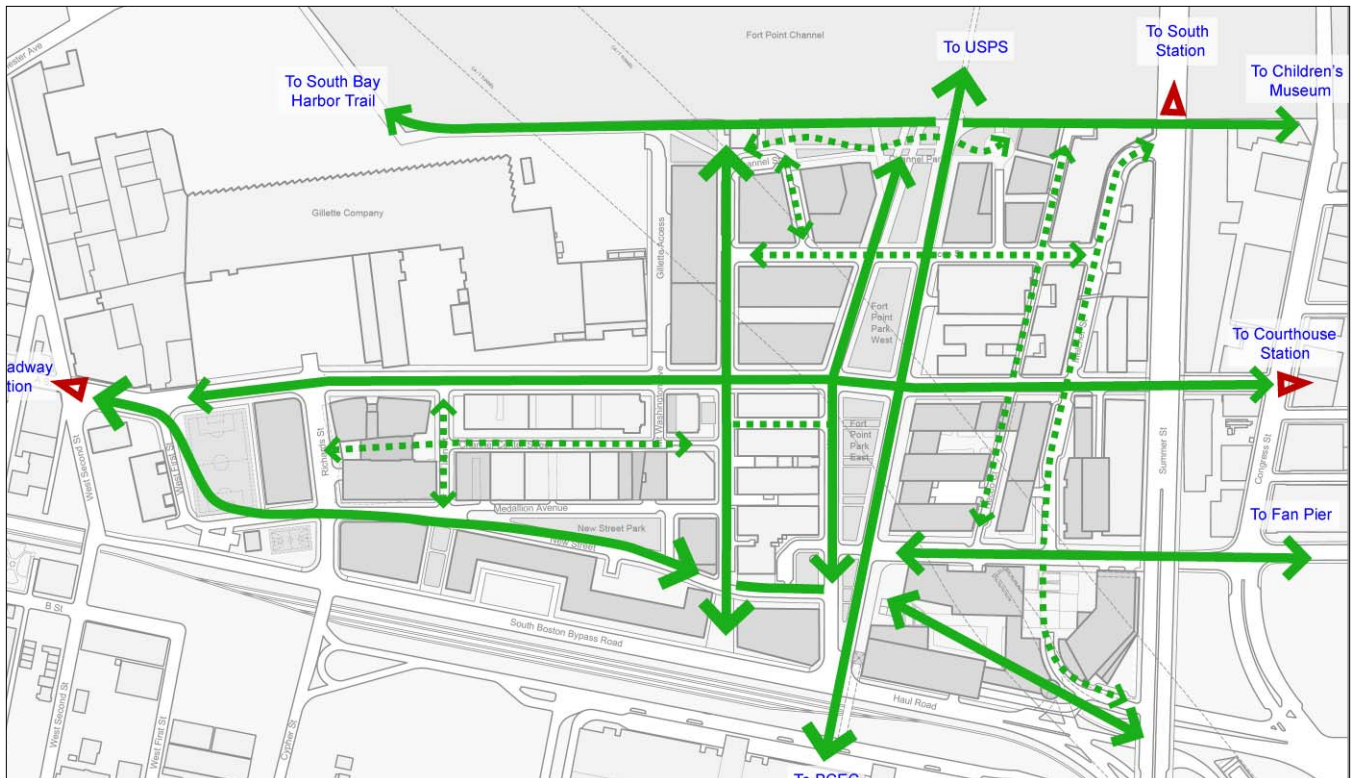 Fort Point Channel
To USPS
To South
Station
To Children's
Museum
To South Bay
Harbor Trail
Gillette Company
Gillette Access
Fort
Point
Park
West
To Courthouse
Station
adway
tion
Richards St
Fort
Point
Park
East
Summer St
Congress St
West Second St
West First St
Medallion Avenue
New Street Park
New Street
To Fan Pier
B St
South Boston Bypass Road
Haul Road
West Second St
West First St
Cypher St